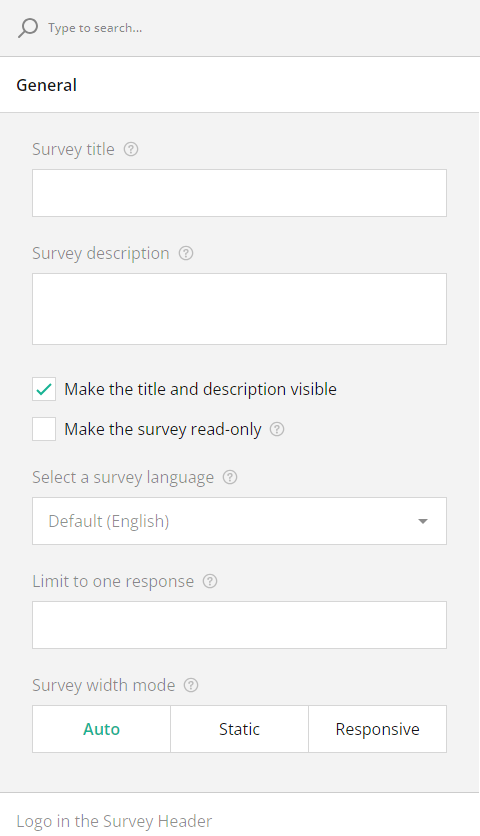 Type to search...
General
Survey title
Survey description
Make the title and description visible
Make the survey read-only
Select a survey language
Default (English)
Limit to one response
Survey width mode
Auto Static Responsive
Logo in the Survey Header